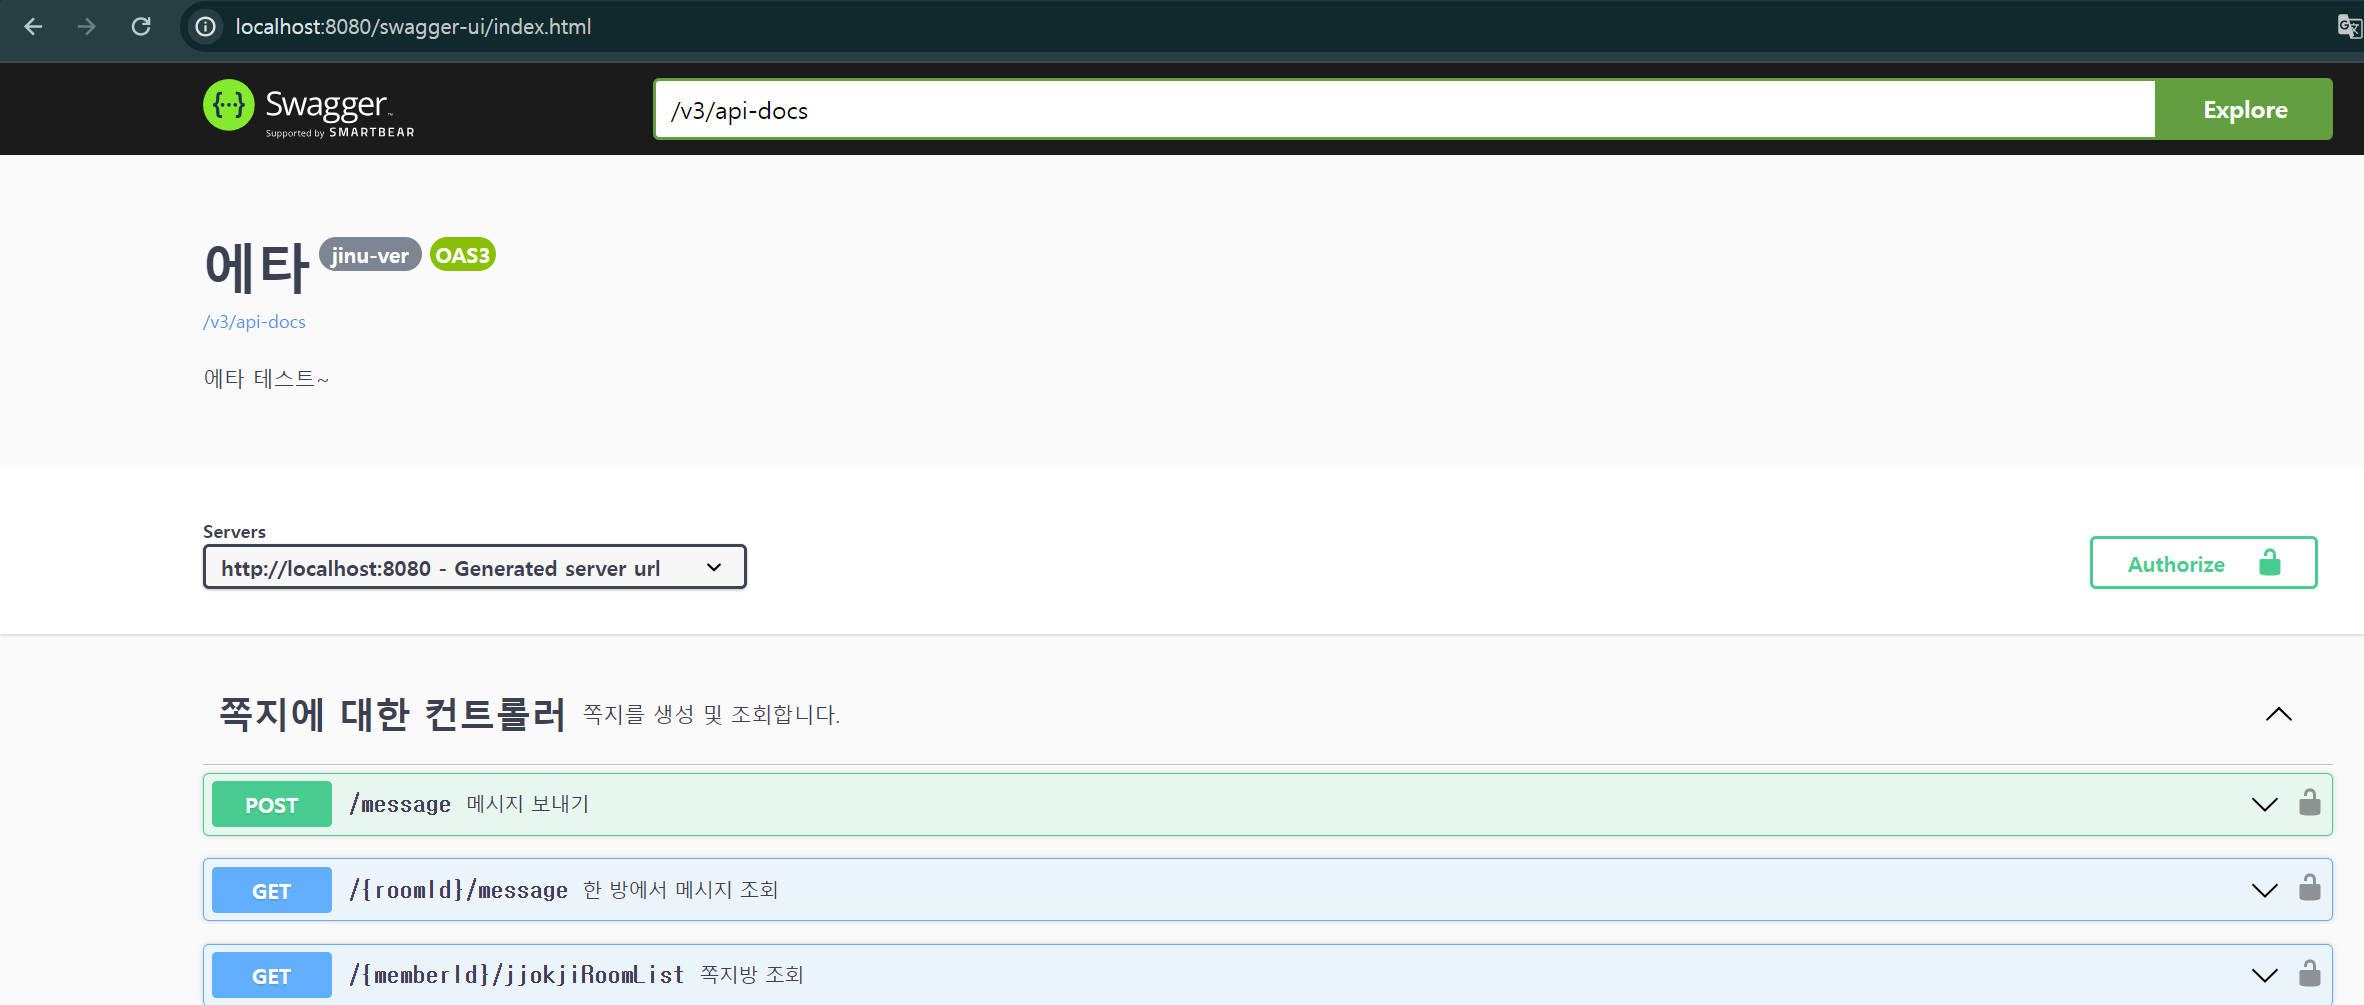 localhost:8080/swagger-ui/index.html
Swagger
Supported by SMARTBEAR
/v3/api-docs
Explore
에타 jinu-ver OAS3
/v3/api-docs
에타 테스트~
Servers
http://localhost:8080 - Generated server url
Authorize
쪽지에 대한 컨트롤러 쪽지를 생성 및 조회합니다.
POST /message 메시지 보내기
GET /{roomId}/message 한 방에서 메시지 조회
GET /{memberId}/jjokjiRoomList 쪽지방 조회